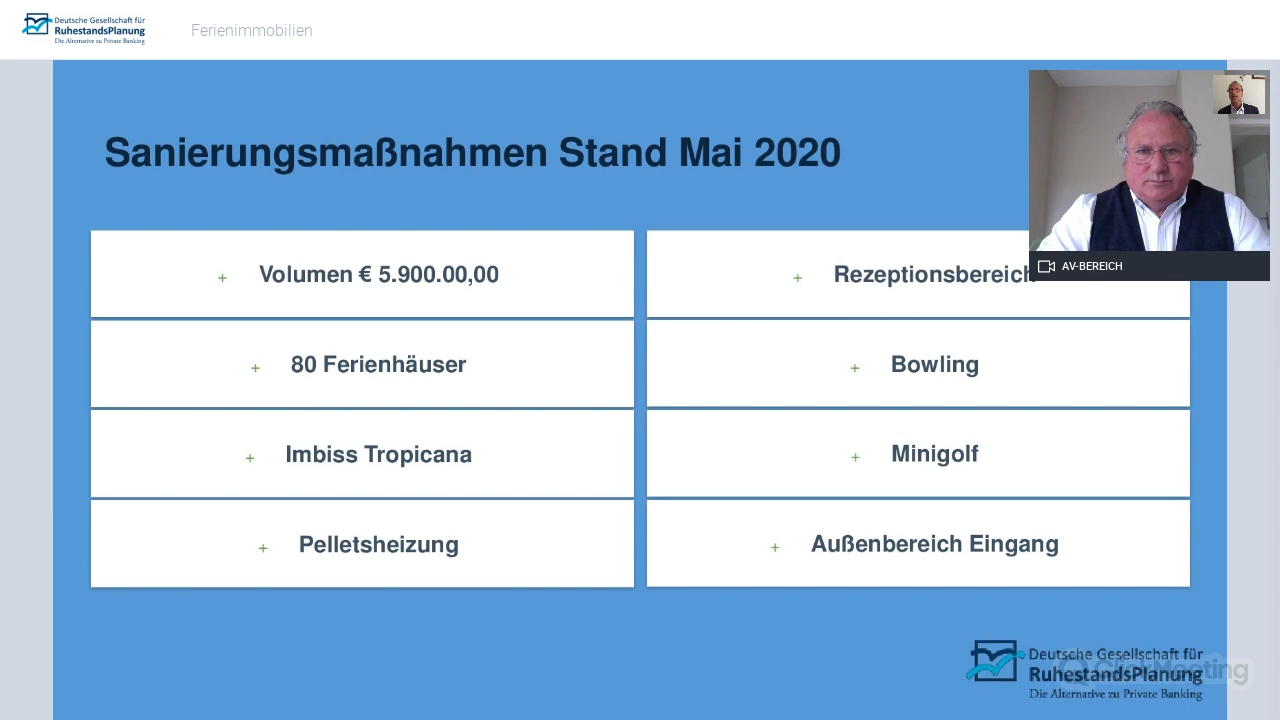 Deutsche Gesellschaft für
RuhestandsPlanung
Die Alternative zu Private Banking
Ferienimmobilien
Sanierungsmaßnahmen Stand Mai 2020
+ Volumen € 5.900.00,00
+ Rezeptionsbereich
AV-BEREICH
+ 80 Ferienhäuser
+ Bowling
+ Imbiss Tropicana
+ Minigolf
+ Pelletsheizung
+ Außenbereich Eingang
Deutsche Gesellschaft für
RuhestandsPlanung
Die Alternative zu Private Banking
ClickMeeting